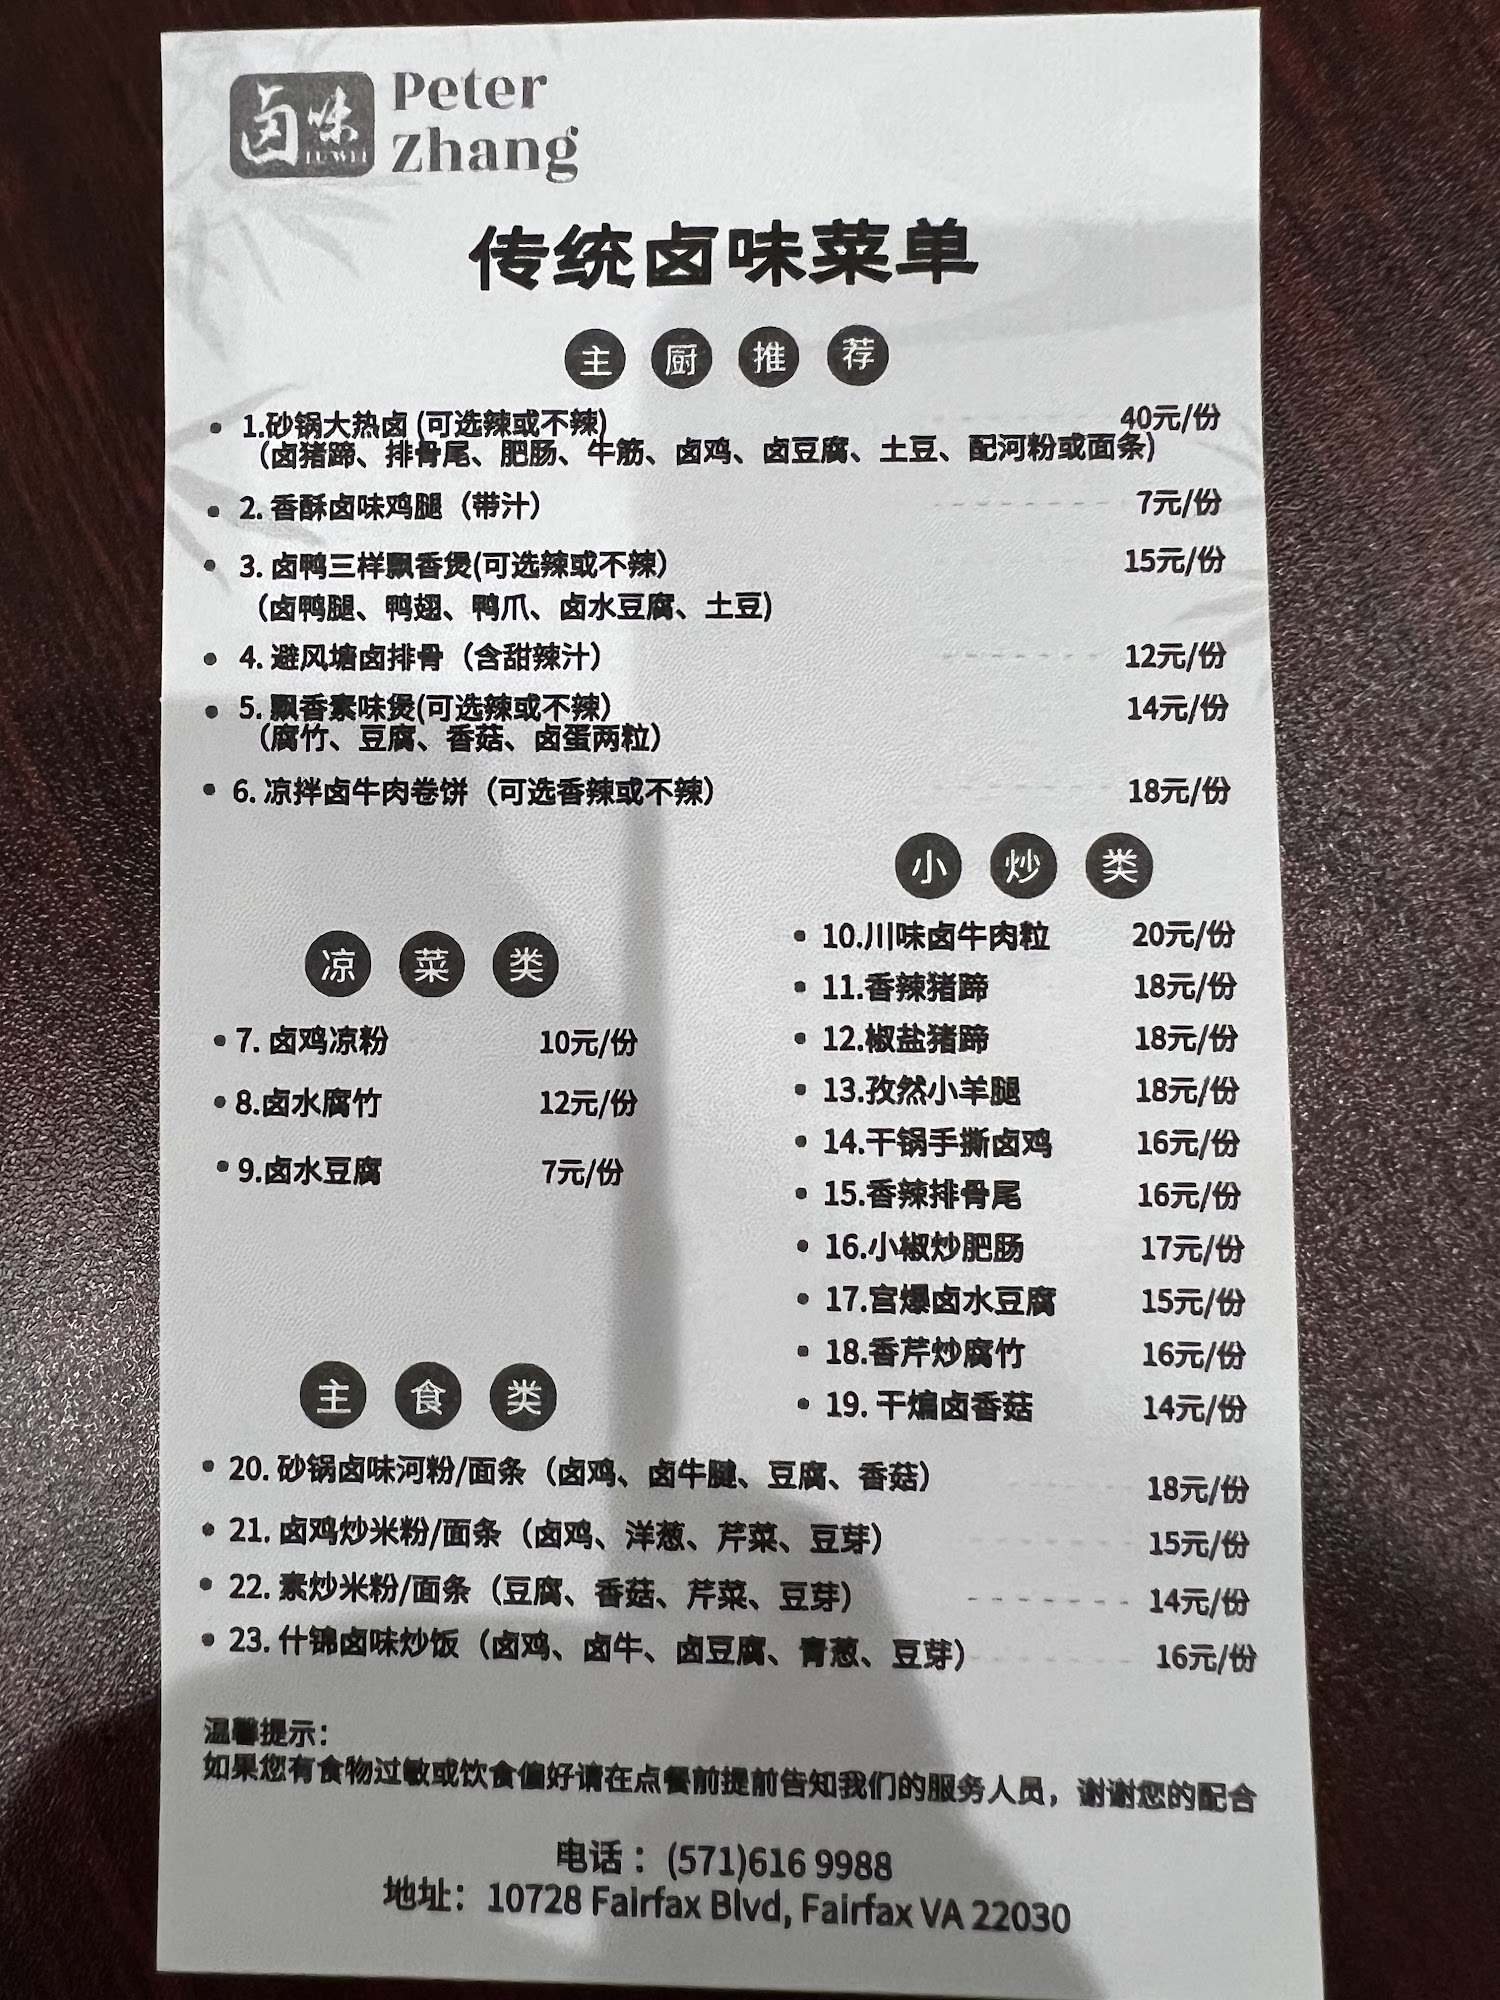 卤味 LUWEI
Peter
Zhang
传统卤味菜单
主厨推荐
1.砂锅大热卤 (可选辣或不辣) 40元/份
(卤猪蹄、排骨尾、肥肠、牛筋、卤鸡、卤豆腐、土豆、配河粉或面条)
2. 香酥卤味鸡腿（带汁） 7元/份
3. 卤鸭三样飘香煲(可选辣或不辣) 15元/份
(卤鸭腿、鸭翅、鸭爪、卤水豆腐、土豆)
4. 避风塘卤排骨（含甜辣汁） 12元/份
5. 飘香素味煲(可选辣或不辣) 14元/份
(腐竹、豆腐、香菇、卤蛋两粒)
6. 凉拌卤牛肉卷饼（可选香辣或不辣） 18元/份
凉菜类
7. 卤鸡凉粉 10元/份
8.卤水腐竹 12元/份
9.卤水豆腐 7元/份
小炒类
10.川味卤牛肉粒 20元/份
11.香辣猪蹄 18元/份
12.椒盐猪蹄 18元/份
13.孜然小羊腿 18元/份
14.干锅手撕卤鸡 16元/份
15.香辣排骨尾 16元/份
16.小椒炒肥肠 17元/份
17.宫爆卤水豆腐 15元/份
18.香芹炒腐竹 16元/份
19. 干煸卤香菇 14元/份
主食类
20. 砂锅卤味河粉/面条（卤鸡、卤牛腱、豆腐、香菇） 18元/份
21. 卤鸡炒米粉/面条（卤鸡、洋葱、芹菜、豆芽） 15元/份
22. 素炒米粉/面条（豆腐、香菇、芹菜、豆芽） 14元/份
23. 什锦卤味炒饭（卤鸡、卤牛、卤豆腐、青葱、豆芽） 16元/份
温馨提示：
如果您有食物过敏或饮食偏好请在点餐前提前告知我们的服务人员，谢谢您的配合
电话：(571)616 9988
地址：10728 Fairfax Blvd, Fairfax VA 22030